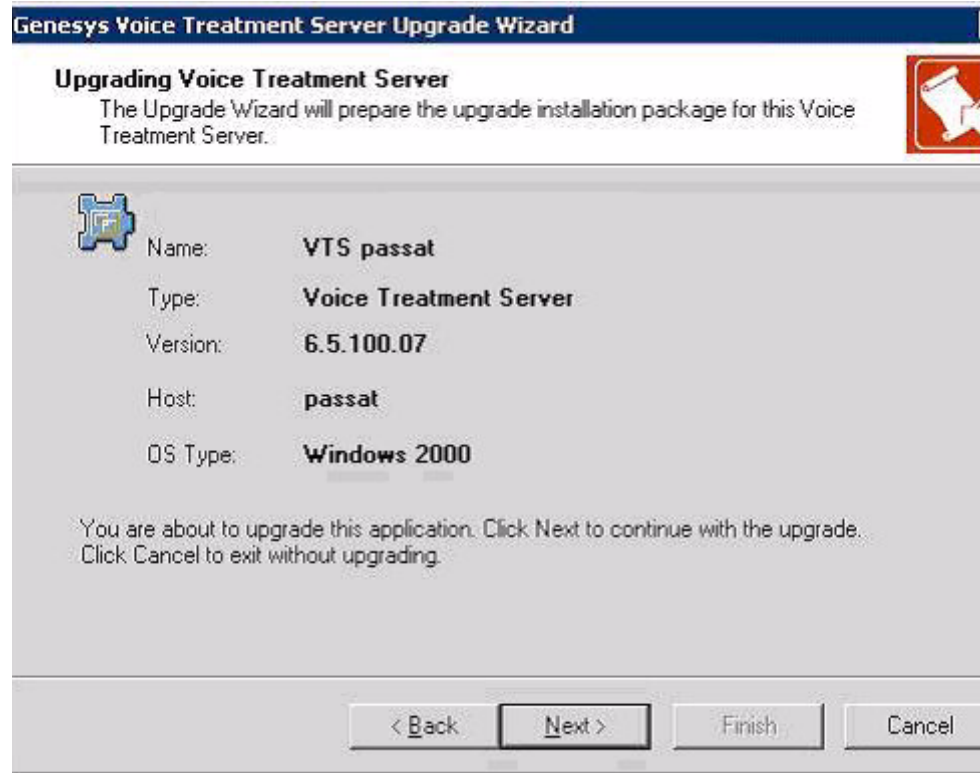 Genesys Voice Treatment Server Upgrade Wizard
Upgrading Voice Treatment Server
The Upgrade Wizard will prepare the upgrade installation package for this Voice
Treatment Server.
Name: VTS passat
Type: Voice Treatment Server
Version: 6.5.100.07
Host: passat
OS Type: Windows 2000
You are about to upgrade this application. Click Next to continue with the upgrade.
Click Cancel to exit without upgrading.
< Back Next > Finish Cancel